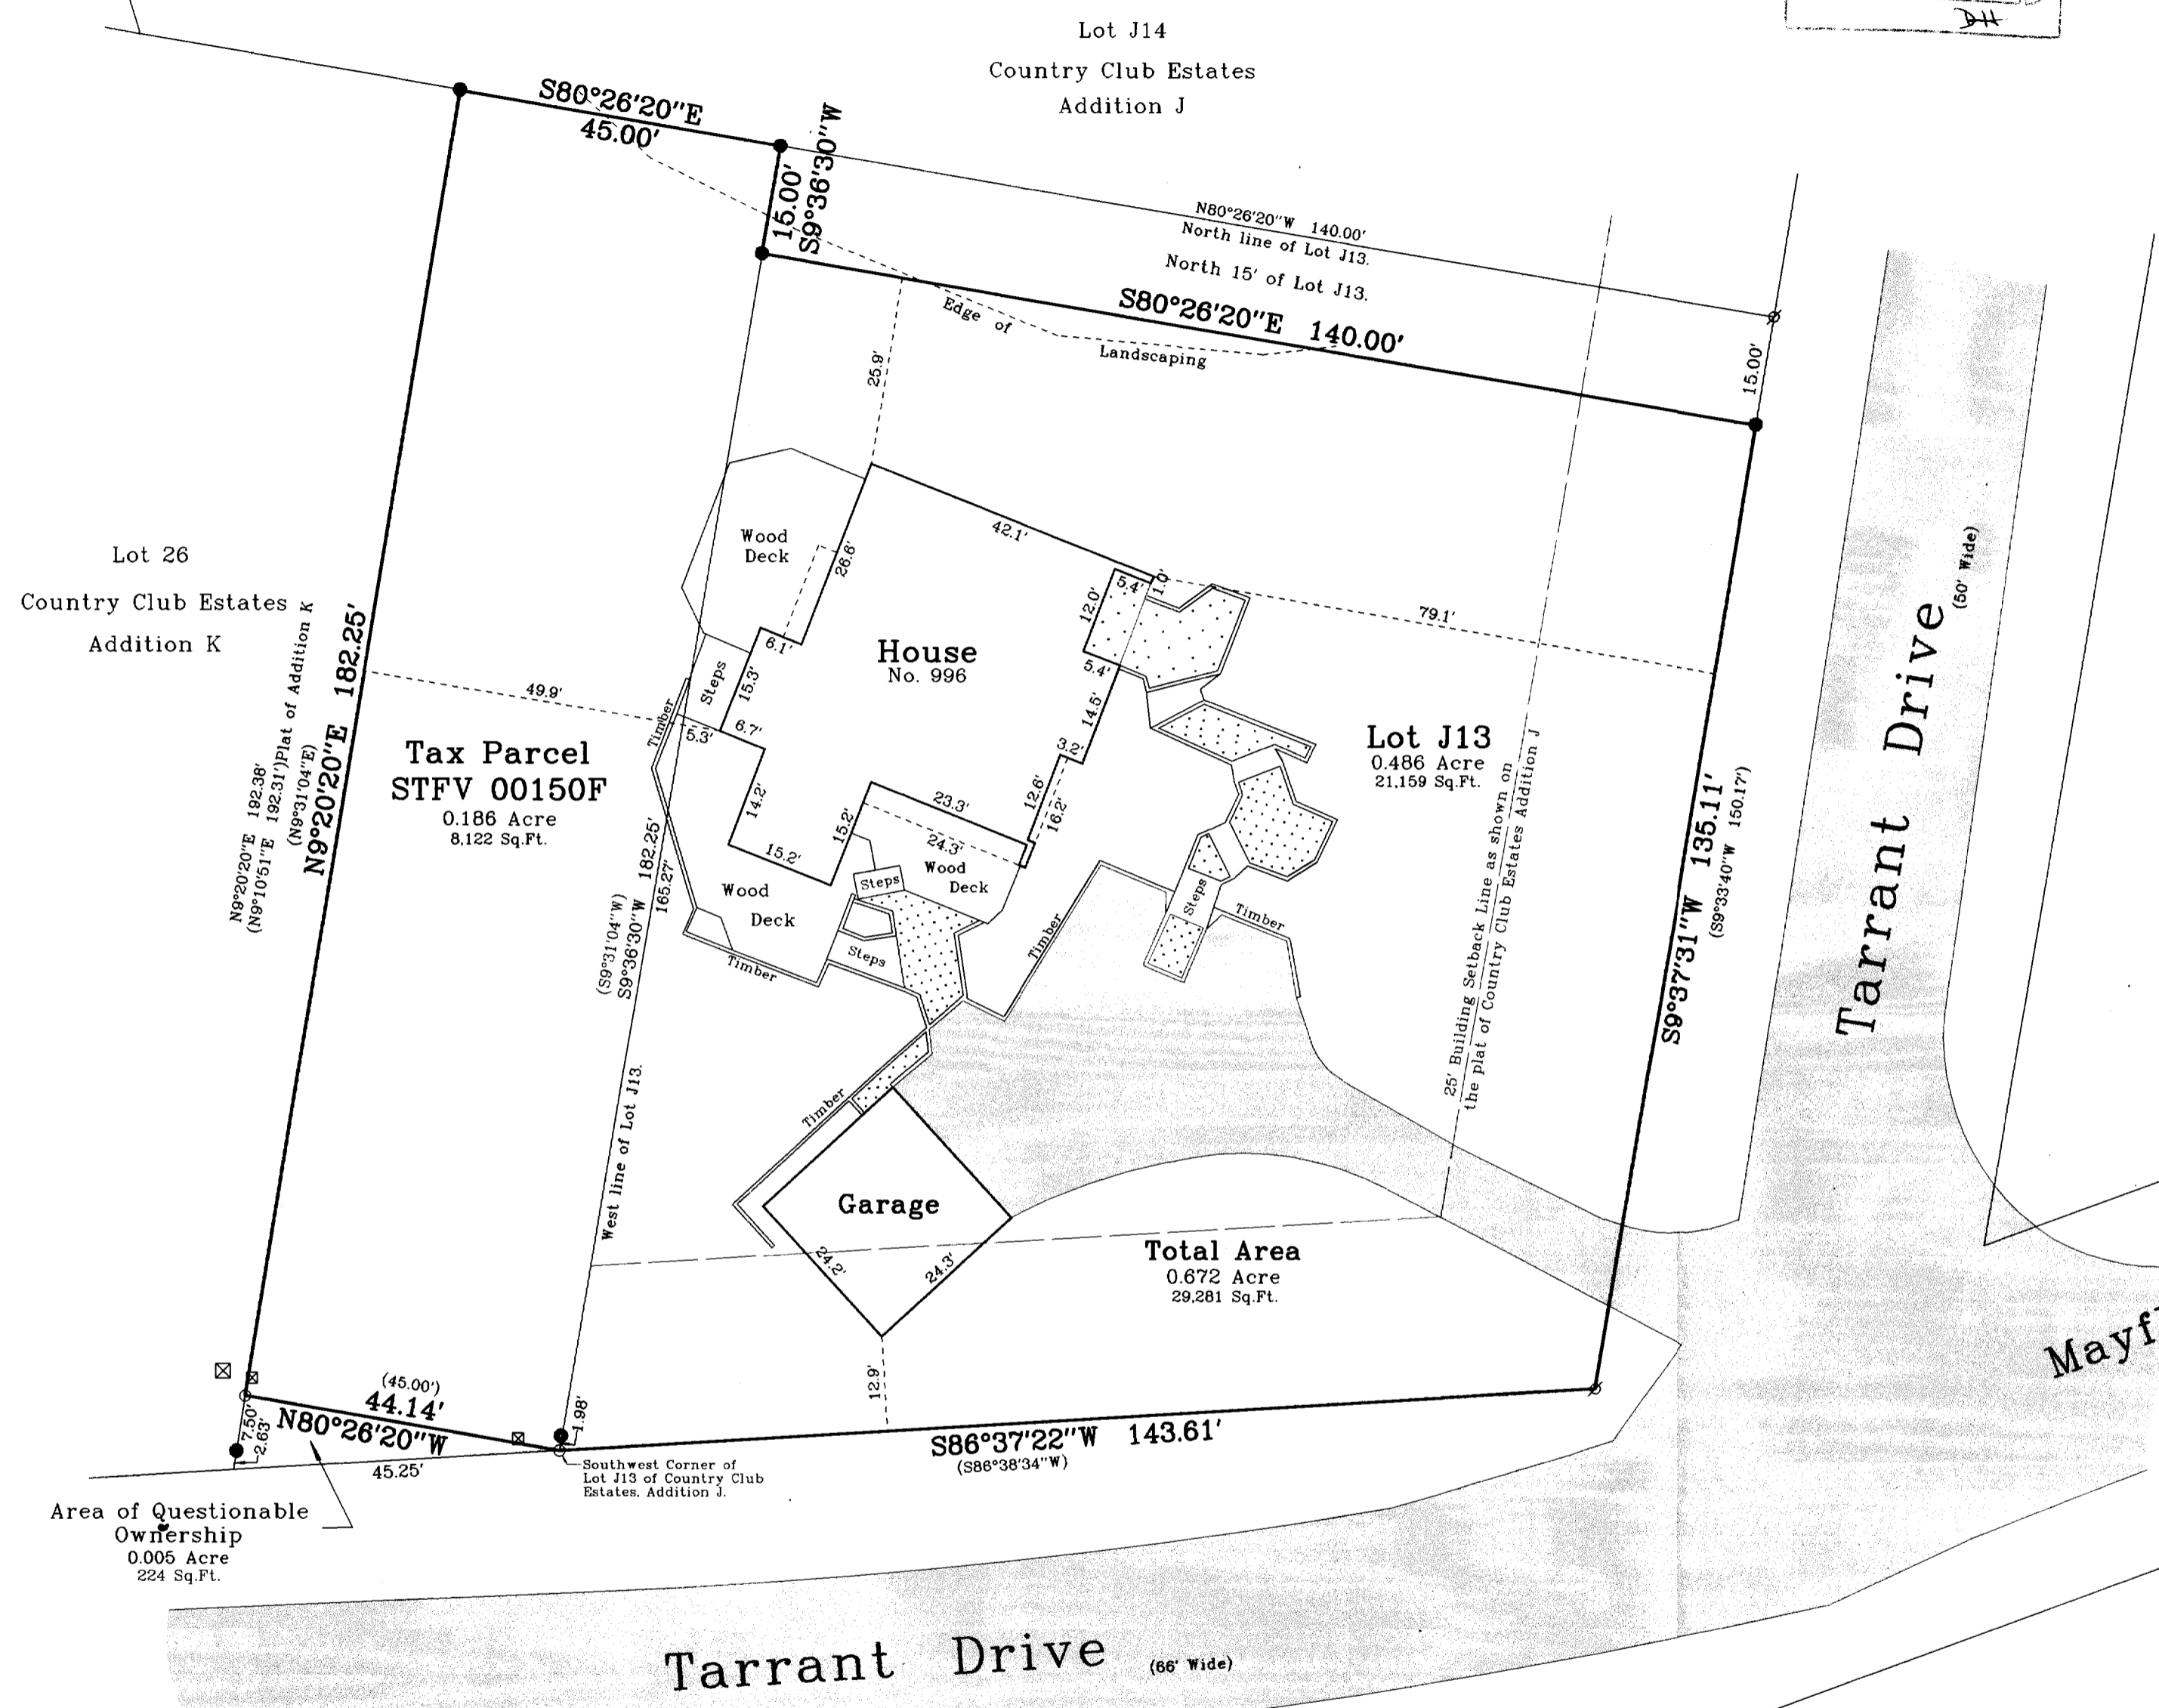 DH
Lot J14
Country Club Estates
Addition J
S80°26'20"E
45.00'
15.00'
S9°36'30"W
N80°26'20"W 140.00'
North line of Lot J13.
North 15' of Lot J13.
S80°26'20"E 140.00'
15.00'
Edge of
Landscaping
25.9'
Lot 26
Country Club Estates
Addition K
N9°20'20"E 192.38'
(N9°10'51"E 192.31')Plat of Addition K
(N9°31'04"E)
N9°20'20"E 182.25'
49.9'
Tax Parcel
STFV 00150F
0.186 Acre
8,122 Sq.Ft.
Wood
Deck
42.1'
26.6'
1.0'
5.4'
12.0'
5.4'
14.5'
3.2'
12.6'
16.2'
House
No. 996
6.1'
Steps
15.3'
6.7'
5.3'
Timber
14.2'
15.2'
15.2'
23.3'
24.3'
Wood
Deck
Steps
Wood
Deck
Steps
Timber
Timber
Steps
Timber
79.1'
Lot J13
0.486 Acre
21,159 Sq.Ft.
25' Building Setback Line as shown on
the plat of Country Club Estates Addition J
S9°37'31"W 135.11'
(S9°33'40"W 150.17')
Tarrant Drive
(50' Wide)
(S9°31'04"W)
S9°36'30"W 182.25'
165.27'
West line of Lot J13.
Timber
Garage
24.2'
24.3'
Total Area
0.672 Acre
29,281 Sq.Ft.
12.9'
(45.00')
44.14'
N80°26'20"W
7.50'
2.63'
45.25'
1.98'
S86°37'22"W 143.61'
(S86°38'34"W)
Southwest Corner of
Lot J13 of Country Club
Estates, Addition J.
Area of Questionable
Ownership
0.005 Acre
224 Sq.Ft.
Tarrant Drive (66' Wide)